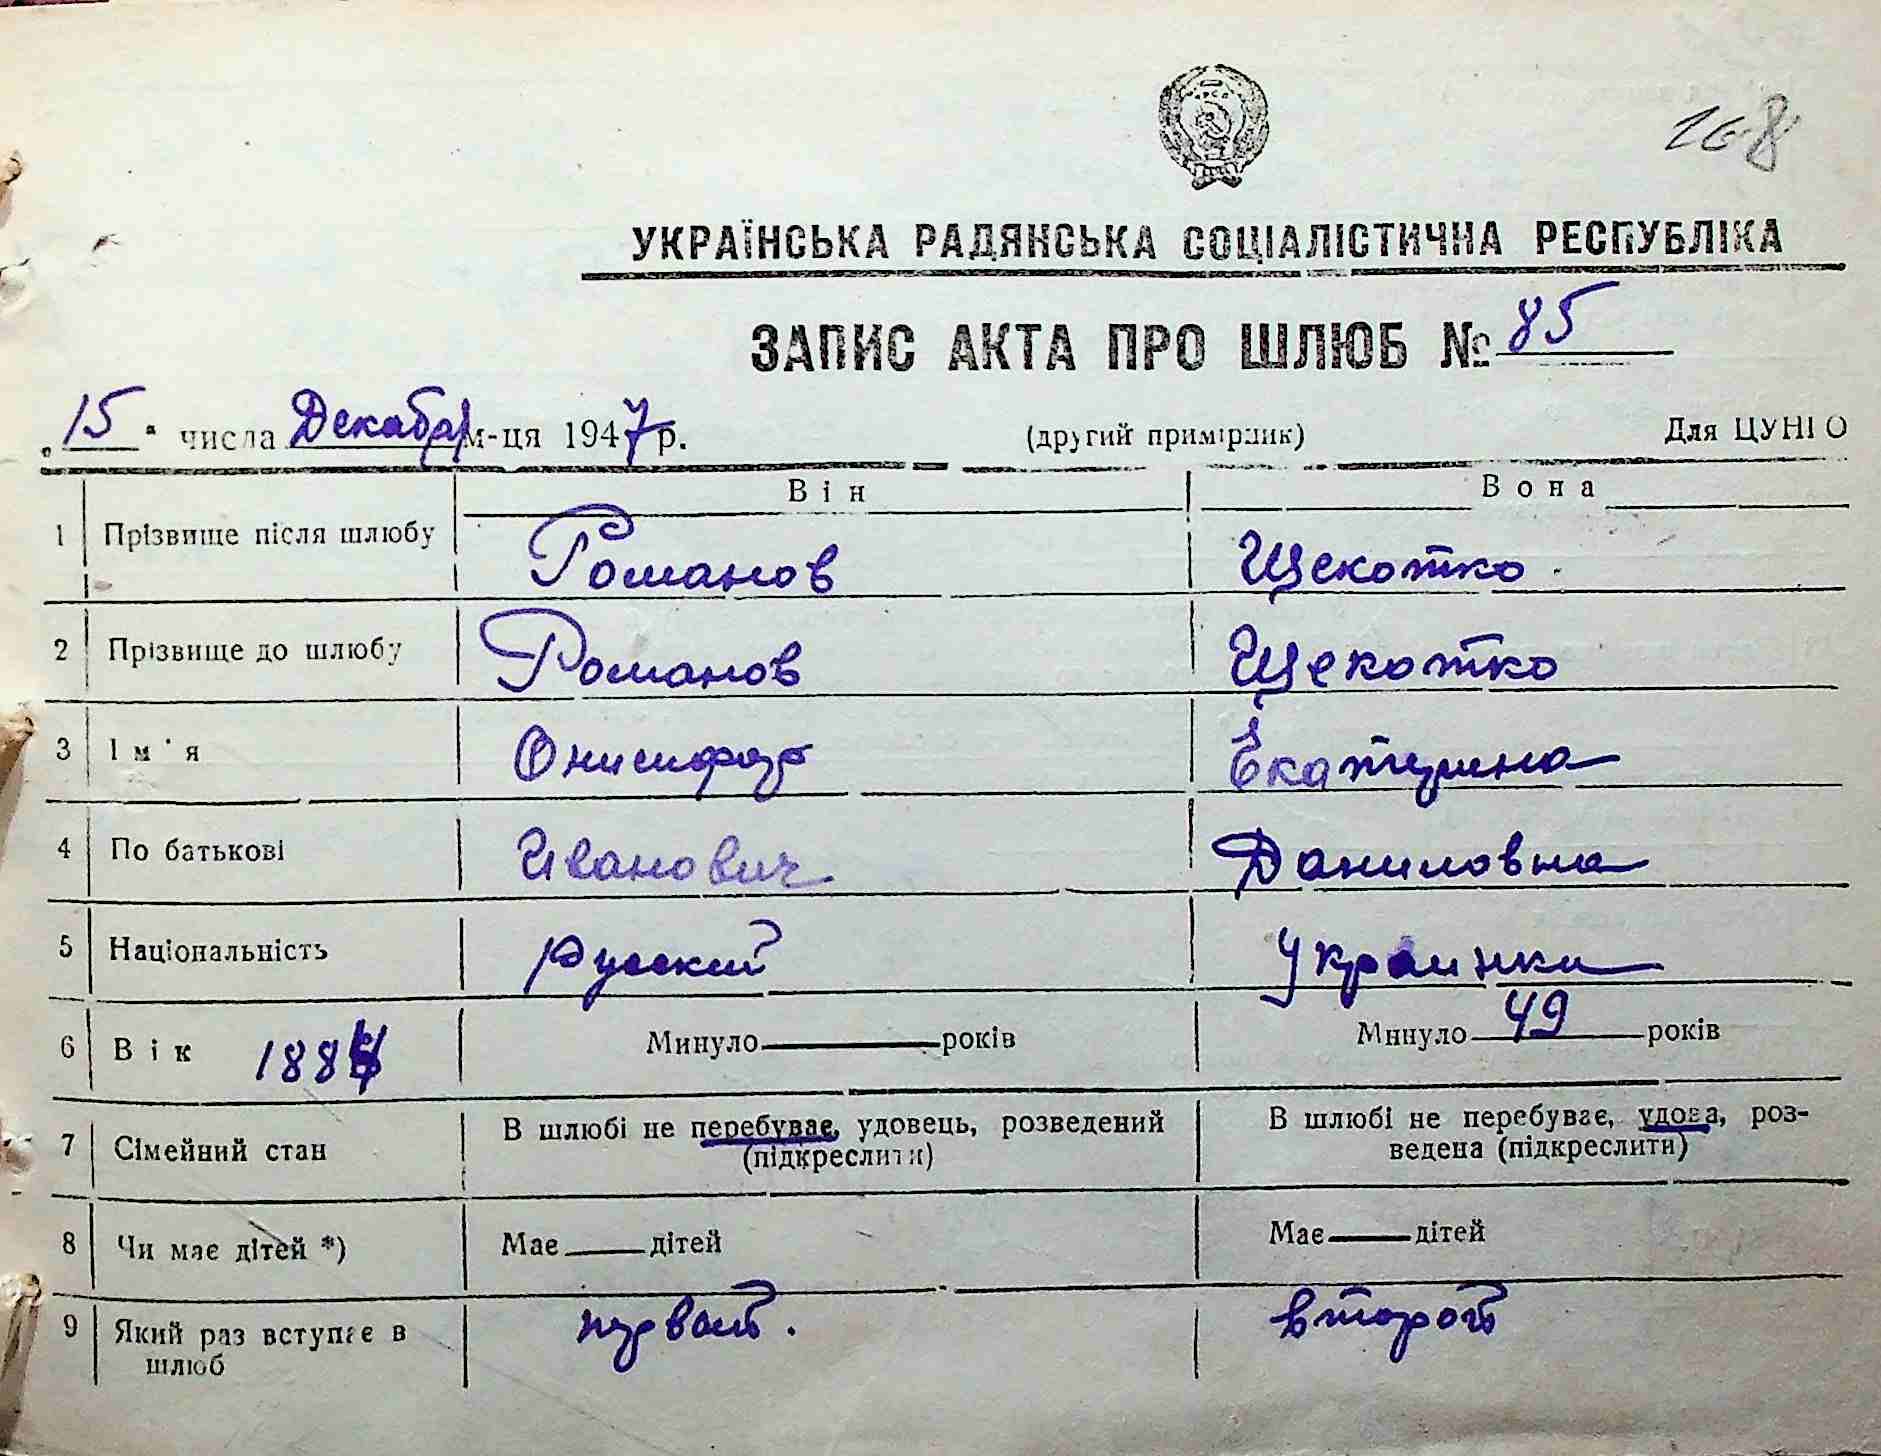 168
УКРАЇНСЬКА РАДЯНСЬКА СОЦІАЛІСТИЧНА РЕСПУБЛІКА
ЗАПИС АКТА ПРО ШЛЮБ № 85
„15“ числа Декабря м-ця 1947 р. (другий примірник) Для ЦУНГО
Він Вона
1 Прізвище після шлюбу Романов Щекотко
2 Прізвище до шлюбу Романов Щекотко
3 Ім'я Онисифор Екатерина
4 По батькові Иванович Даниловна
5 Національність русский Украинка
6 Вік Минуло років Минуло 49 років
7 Сімейний стан В шлюбі не перебуває, удовець, розведений (підкреслити) В шлюбі не перебуває, удова, роз-
ведена (підкреслити)
8 Чи має дітей *) Має дітей Має дітей
9 Який раз вступає в первый. второй
шлюб